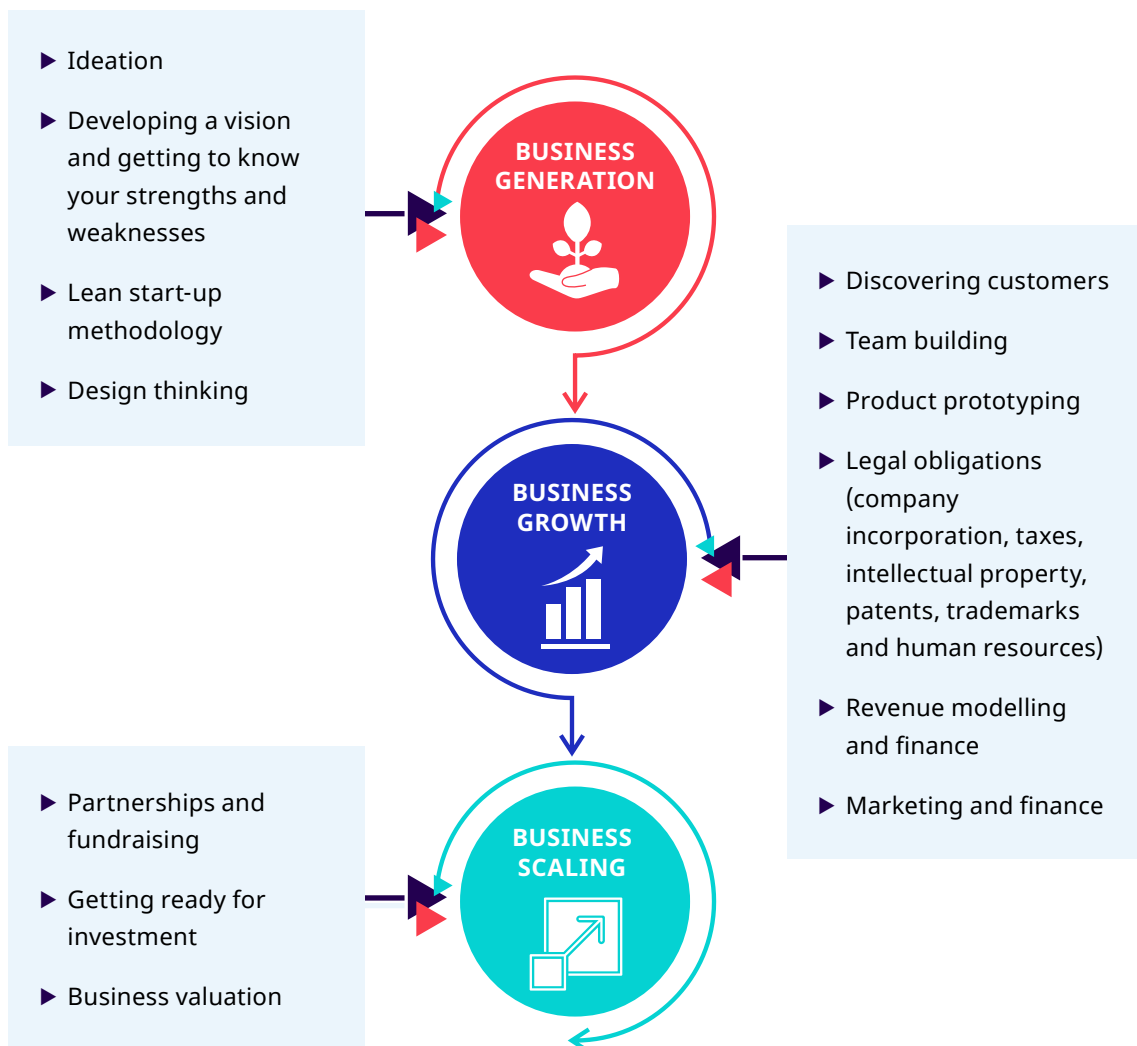 Ideation
Developing a vision
and getting to know
your strengths and
weaknesses
Lean start-up
methodology
Design thinking
BUSINESS
GENERATION
Discovering customers
Team building
Product prototyping
Legal obligations
(company
incorporation, taxes,
intellectual property,
patents, trademarks
and human resources)
Revenue modelling
and finance
Marketing and finance
BUSINESS
GROWTH
Partnerships and
fundraising
Getting ready for
investment
Business valuation
BUSINESS
SCALING